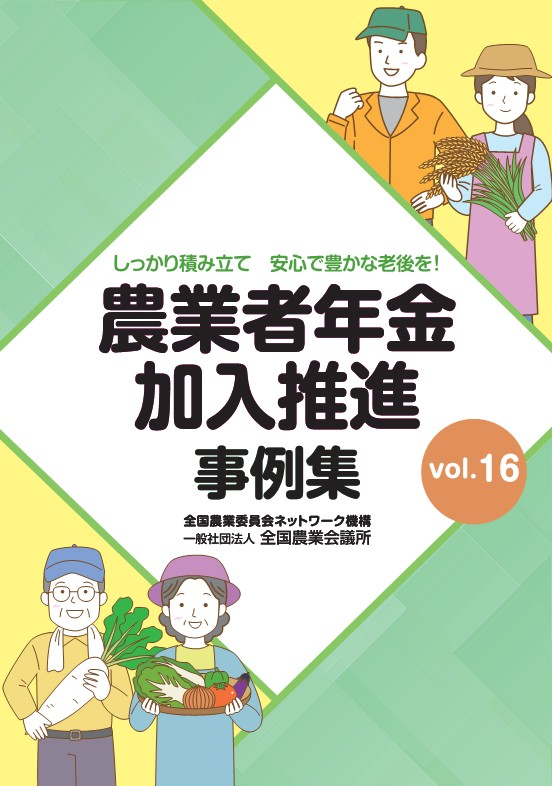 しっかり積み立て　安心で豊かな老後を！
農業者年金
加入推進
事例集
vol.16
全国農業委員会ネットワーク機構
一般社団法人 全国農業会議所